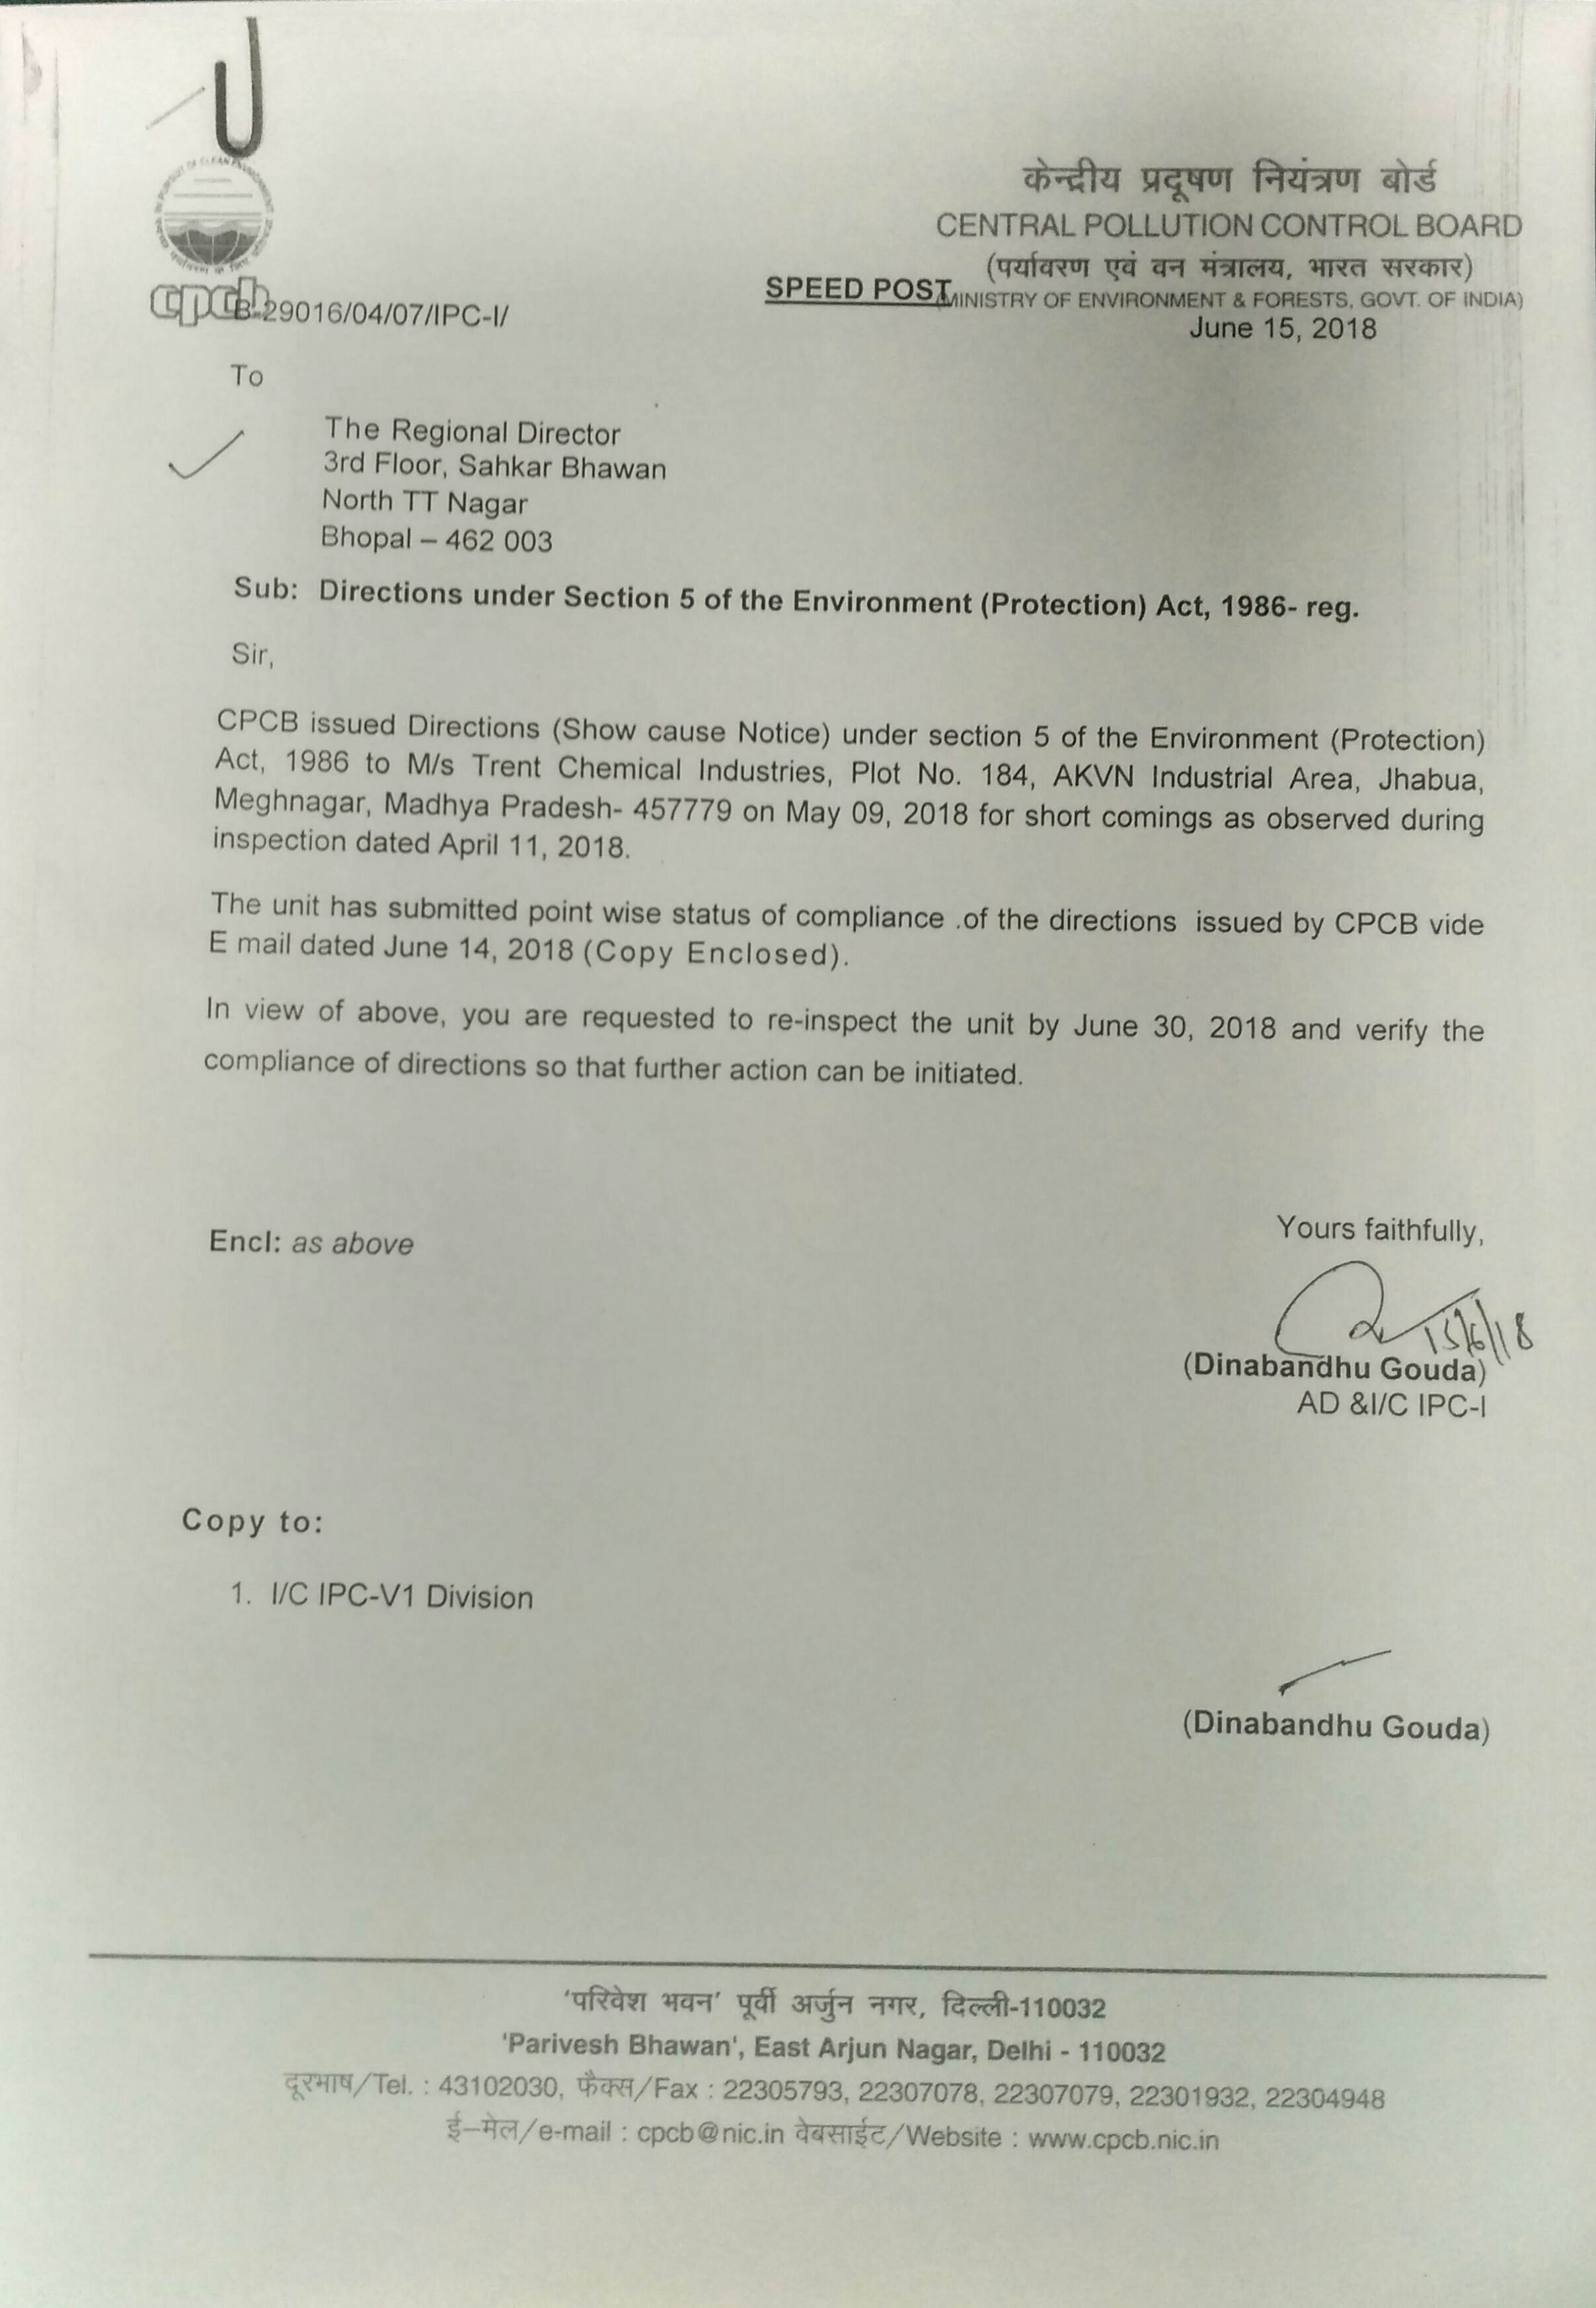 केन्द्रीय प्रदूषण नियंत्रण बोर्ड
CENTRAL POLLUTION CONTROL BOARD
(पर्यावरण एवं वन मंत्रालय, भारत सरकार)
SPEED POST
(MINISTRY OF ENVIRONMENT & FORESTS, GOVT. OF INDIA)
cpcb
B-29016/04/07/IPC-I/
June 15, 2018
To
The Regional Director
3rd Floor, Sahkar Bhawan
North TT Nagar
Bhopal – 462 003
Sub: Directions under Section 5 of the Environment (Protection) Act, 1986- reg.
Sir,
CPCB issued Directions (Show cause Notice) under section 5 of the Environment (Protection)
Act, 1986 to M/s Trent Chemical Industries, Plot No. 184, AKVN Industrial Area, Jhabua,
Meghnagar, Madhya Pradesh- 457779 on May 09, 2018 for short comings as observed during
inspection dated April 11, 2018.
The unit has submitted point wise status of compliance .of the directions issued by CPCB vide
E mail dated June 14, 2018 (Copy Enclosed).
In view of above, you are requested to re-inspect the unit by June 30, 2018 and verify the
compliance of directions so that further action can be initiated.
Encl: as above
Yours faithfully,
15/6/18
(Dinabandhu Gouda)
AD &I/C IPC-I
Copy to:
1. I/C IPC-V1 Division
(Dinabandhu Gouda)
'परिवेश भवन' पूर्वी अर्जुन नगर, दिल्ली-110032
'Parivesh Bhawan', East Arjun Nagar, Delhi - 110032
दूरभाष/Tel. : 43102030, फैक्स/Fax : 22305793, 22307078, 22307079, 22301932, 22304948
ई-मेल/e-mail : cpcb@nic.in वेबसाईट/Website : www.cpcb.nic.in